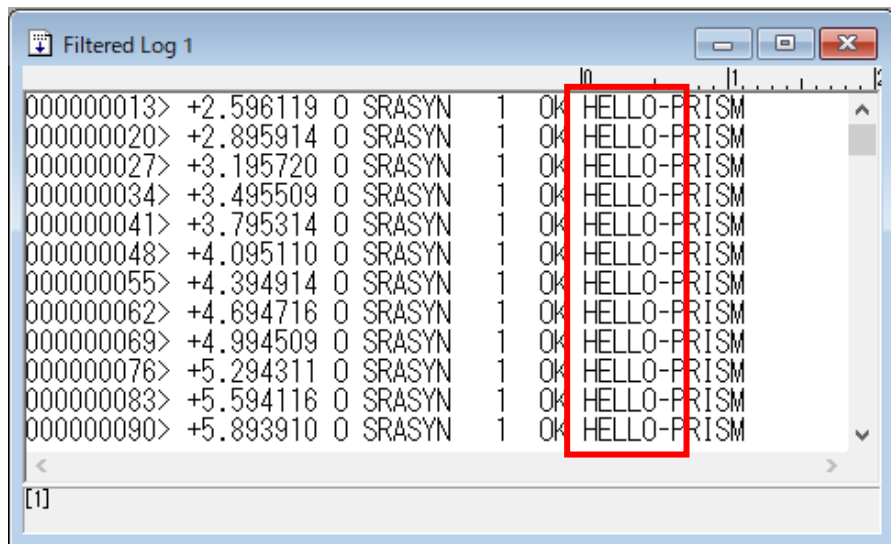 Filtered Log 1
0 1 2
000000013> +2.596119 0 SRASYN 1 OK HELLO-PRISM
000000020> +2.895914 0 SRASYN 1 OK HELLO-PRISM
000000027> +3.195720 0 SRASYN 1 OK HELLO-PRISM
000000034> +3.495509 0 SRASYN 1 OK HELLO-PRISM
000000041> +3.795314 0 SRASYN 1 OK HELLO-PRISM
000000048> +4.095110 0 SRASYN 1 OK HELLO-PRISM
000000055> +4.394914 0 SRASYN 1 OK HELLO-PRISM
000000062> +4.694716 0 SRASYN 1 OK HELLO-PRISM
000000069> +4.994509 0 SRASYN 1 OK HELLO-PRISM
000000076> +5.294311 0 SRASYN 1 OK HELLO-PRISM
000000083> +5.594116 0 SRASYN 1 OK HELLO-PRISM
000000090> +5.893910 0 SRASYN 1 OK HELLO-PRISM
[1]